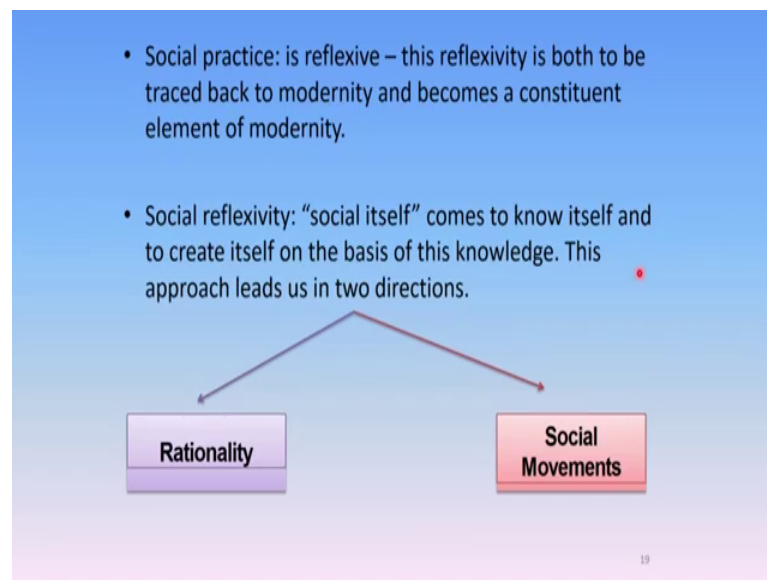 • Social practice: is reflexive – this reflexivity is both to be
traced back to modernity and becomes a constituent
element of modernity.
• Social reflexivity: “social itself” comes to know itself and
to create itself on the basis of this knowledge. This
approach leads us in two directions.
Rationality
Social
Movements
19